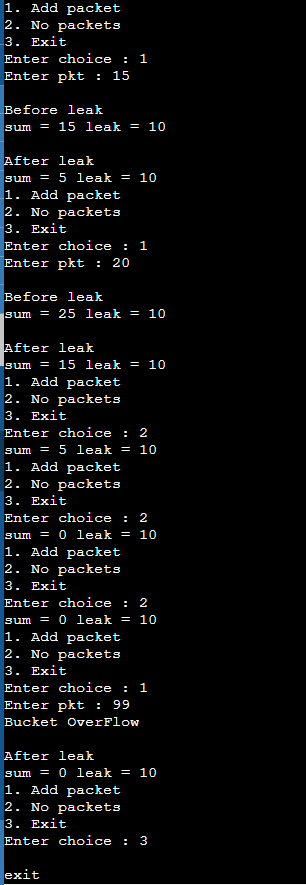 1. Add packet
2. No packets
3. Exit
Enter choice : 1
Enter pkt : 15
Before leak
sum = 15 leak = 10
After leak
sum = 5 leak = 10
1. Add packet
2. No packets
3. Exit
Enter choice : 1
Enter pkt : 20
Before leak
sum = 25 leak = 10
After leak
sum = 15 leak = 10
1. Add packet
2. No packets
3. Exit
Enter choice : 2
sum = 5 leak = 10
1. Add packet
2. No packets
3. Exit
Enter choice : 2
sum = 0 leak = 10
1. Add packet
2. No packets
3. Exit
Enter choice : 2
sum = 0 leak = 10
1. Add packet
2. No packets
3. Exit
Enter choice : 1
Enter pkt : 99
Bucket OverFlow
After leak
sum = 0 leak = 10
1. Add packet
2. No packets
3. Exit
Enter choice : 3
exit